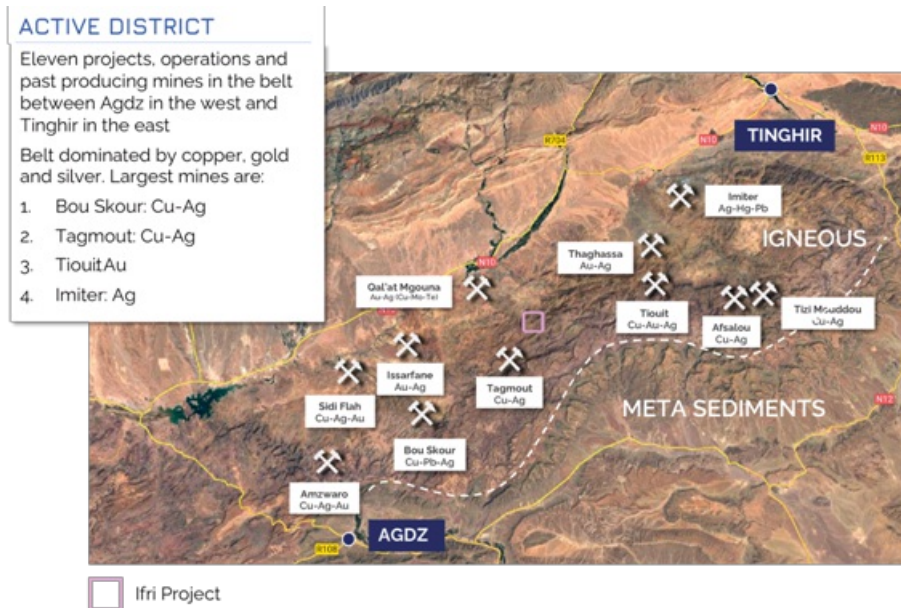 ACTIVE DISTRICT
Eleven projects, operations and
past producing mines in the belt
between Agdz in the west and
Tinghir in the east
Belt dominated by copper, gold
and silver. Largest mines are:
1. Bou Skour: Cu-Ag
2. Tagmout: Cu-Ag
3. TiouitAu
4. Imiter: Ag
TINGHIR
N10
R704
N10
R113
Imiter
Ag-Hg-Pb
IGNEOUS
Thaghassa
Au-Ag
N10
Qal'at Mgouna
Au-Ag (Cu-Mo-Te)
Tiouit
Cu-Au-Ag
Afsalou
Cu-Ag
Tizi Mouddou
Cu-Ag
Issarfane
Au-Ag
Tagmout
Cu-Ag
Sidi Flah
Cu-Ag-Au
META SEDIMENTS
N12
Bou Skour
Cu-Pb-Ag
Amzwaro
Cu-Ag-Au
AGDZ
R108
Ifri Project